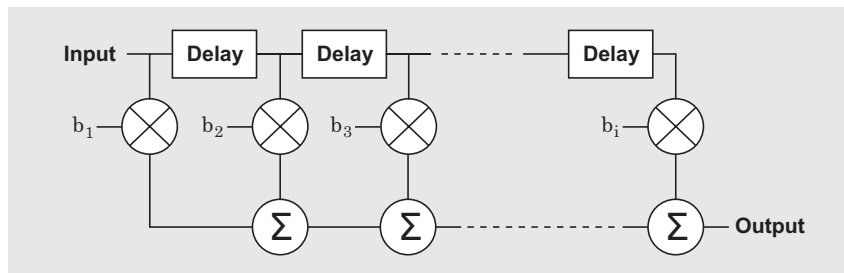 Input Delay Delay Delay
b₁ b₂ b₃ bᵢ
Σ Σ Σ Output